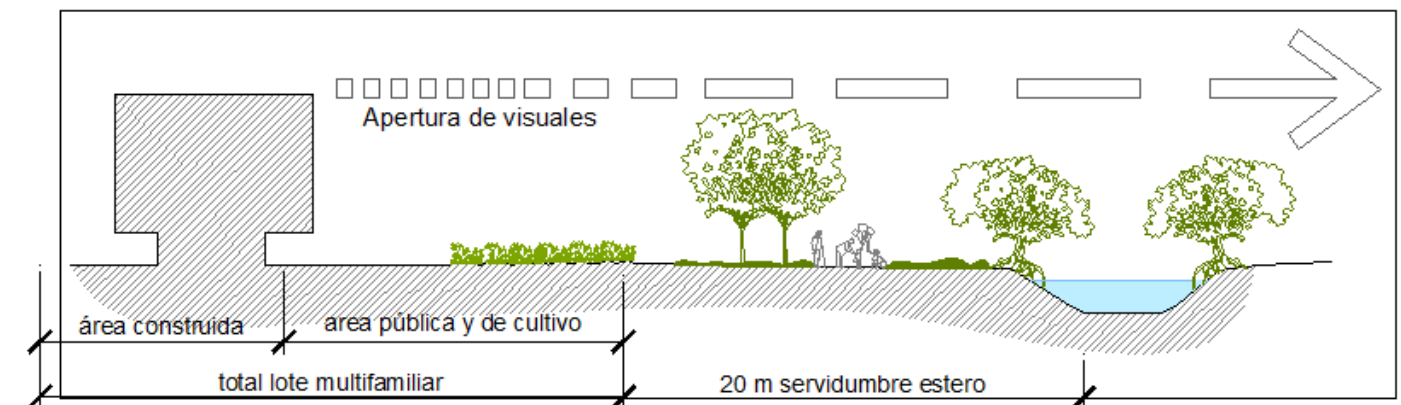 Apertura de visuales
área construida
area pública y de cultivo
total lote multifamiliar
20 m servidumbre estero